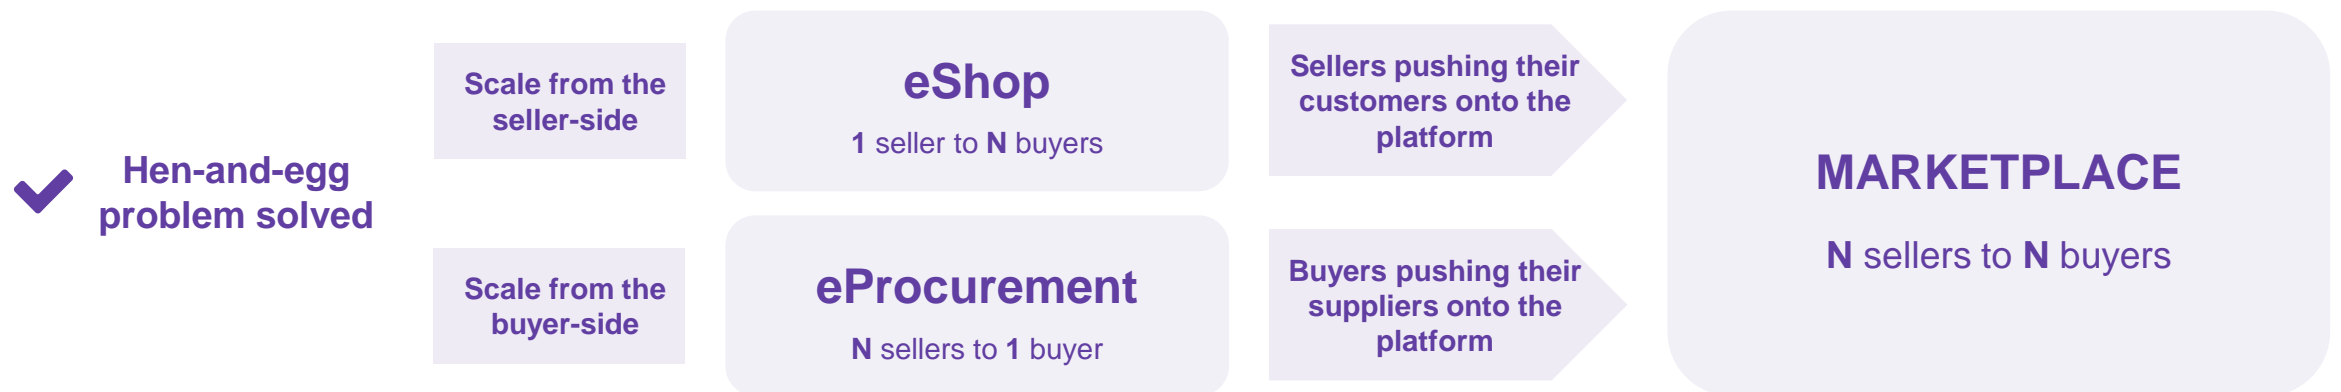 Hen-and-egg
problem solved
Scale from the
seller-side
eShop
1 seller to N buyers
Sellers pushing their
customers onto the
platform
Scale from the
buyer-side
eProcurement
N sellers to 1 buyer
Buyers pushing their
suppliers onto the
platform
MARKETPLACE
N sellers to N buyers